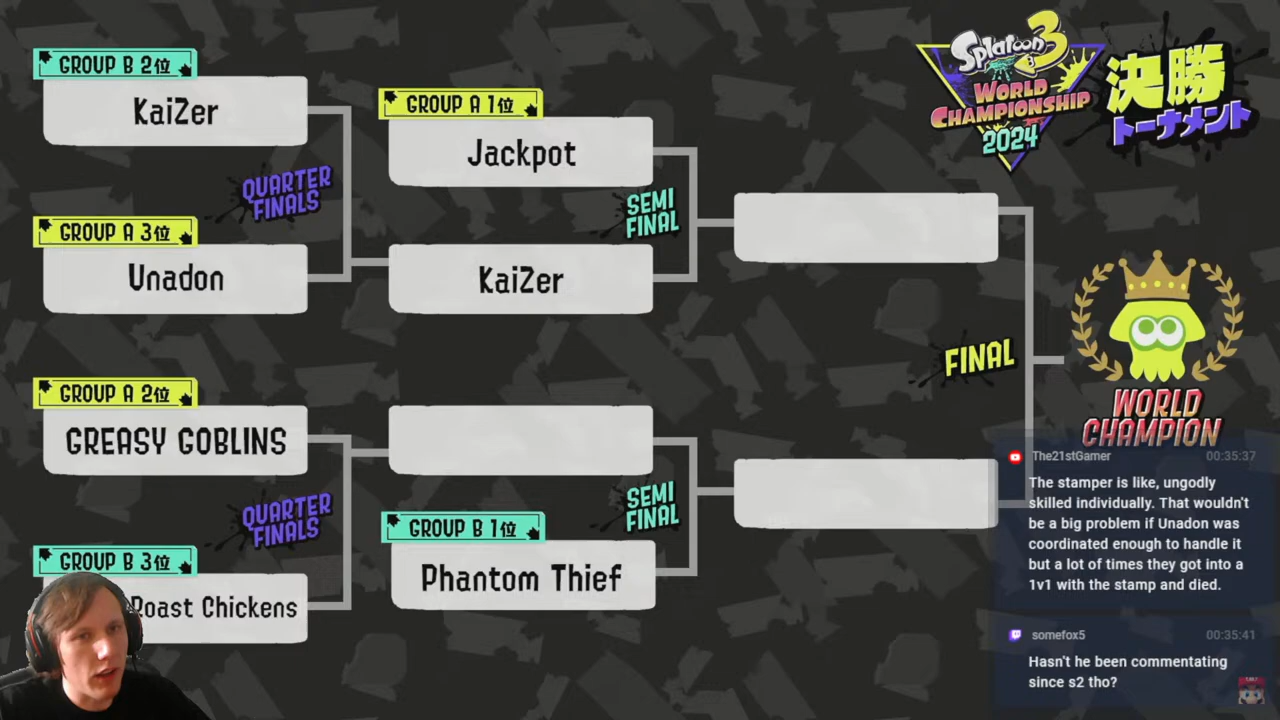 GROUP B 2位
KaiZer
QUARTER
FINALS
GROUP A 3位
Unadon
GROUP A 1位
Jackpot
SEMI
FINAL
KaiZer
Splatoon 3
WORLD
CHAMPIONSHIP
2024
決勝
トーナメント
GROUP A 2位
GREASY GOBLINS
QUARTER
FINALS
GROUP B 3位
Roast Chickens
SEMI
FINAL
GROUP B 1位
Phantom Thief
FINAL
WORLD
CHAMPION
The21stGamer 00:35:37
The stamper is like, ungodly
skilled individually. That wouldn't
be a big problem if Unadon was
coordinated enough to handle it
but a lot of times they got into a
1v1 with the stamp and died.
somefox5 00:35:41
Hasn't he been commentating
since s2 tho?